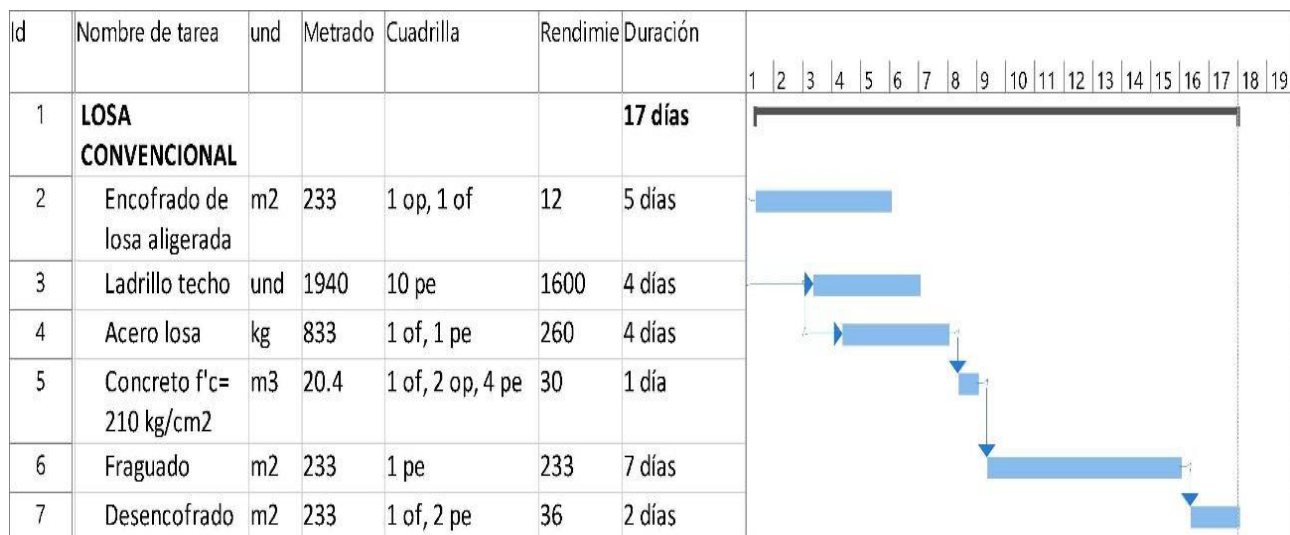 Id Nombre de tarea und Metrado Cuadrilla Rendimie Duración
1 2 3 4 5 6 7 8 9 10 11 12 13 14 15 16 17 18 19
1 LOSA 17 días
CONVENCIONAL
2 Encofrado de m2 233 1 op, 1 of 12 5 días
losa aligerada
3 Ladrillo techo und 1940 10 pe 1600 4 días
4 Acero losa kg 833 1 of, 1 pe 260 4 días
5 Concreto f'c= m3 20.4 1 of, 2 op, 4 pe 30 1 día
210 kg/cm2
6 Fraguado m2 233 1 pe 233 7 días
7 Desencofrado m2 233 1 of, 2 pe 36 2 días